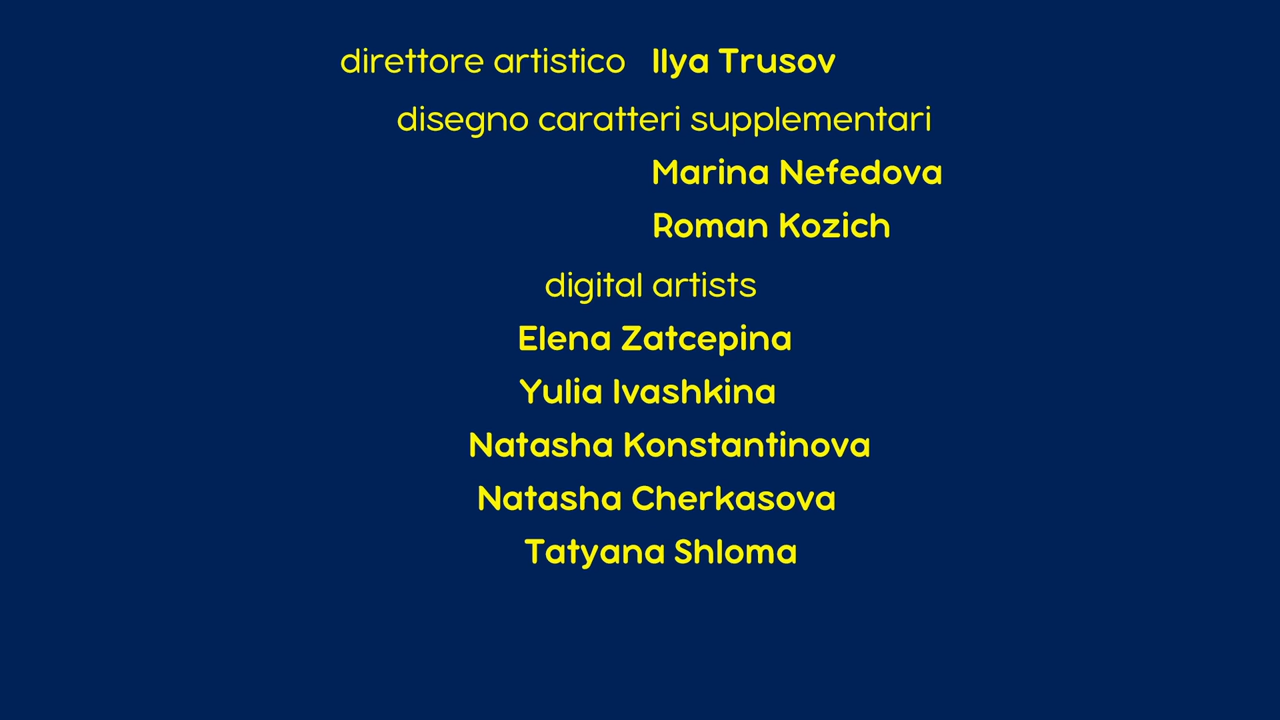 direttore artistico Ilya Trusov
disegno caratteri supplementari
Marina Nefedova
Roman Kozich
digital artists
Elena Zatcepina
Yulia Ivashkina
Natasha Konstantinova
Natasha Cherkasova
Tatyana Shloma